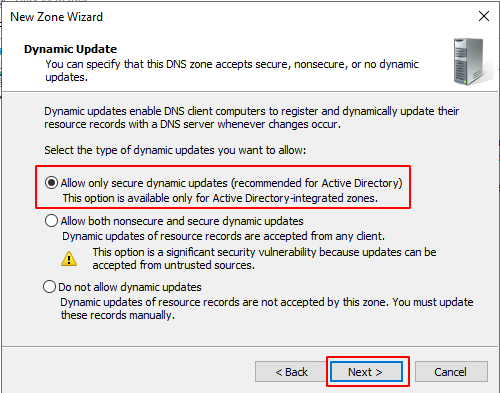 New Zone Wizard
Dynamic Update
You can specify that this DNS zone accepts secure, nonsecure, or no dynamic
updates.
Dynamic updates enable DNS client computers to register and dynamically update their
resource records with a DNS server whenever changes occur.
Select the type of dynamic updates you want to allow:
Allow only secure dynamic updates (recommended for Active Directory)
This option is available only for Active Directory-integrated zones.
Allow both nonsecure and secure dynamic updates
Dynamic updates of resource records are accepted from any client.
This option is a significant security vulnerability because updates can be
accepted from untrusted sources.
Do not allow dynamic updates
Dynamic updates of resource records are not accepted by this zone. You must update
these records manually.
< Back
Next >
Cancel